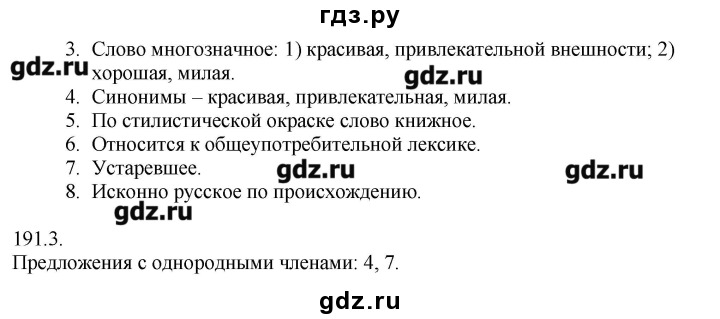 гдз.ру
3. Слово многозначное: 1) красивая, привлекательной внешности; 2)
gdz.ru хорошая, милая. gdz.ru
4. Синонимы – красивая, привлекательная, милая.
5. По стилистической окраске слово книжное.
6. Относится к общеупотребительной лексике.
7. Устаревшее. gdz.ru gdz.ru
8. Исконно русское по происхождению.
gdz.ru
191.3.
Предложения с однородными членами: 4, 7.
gdz.ru